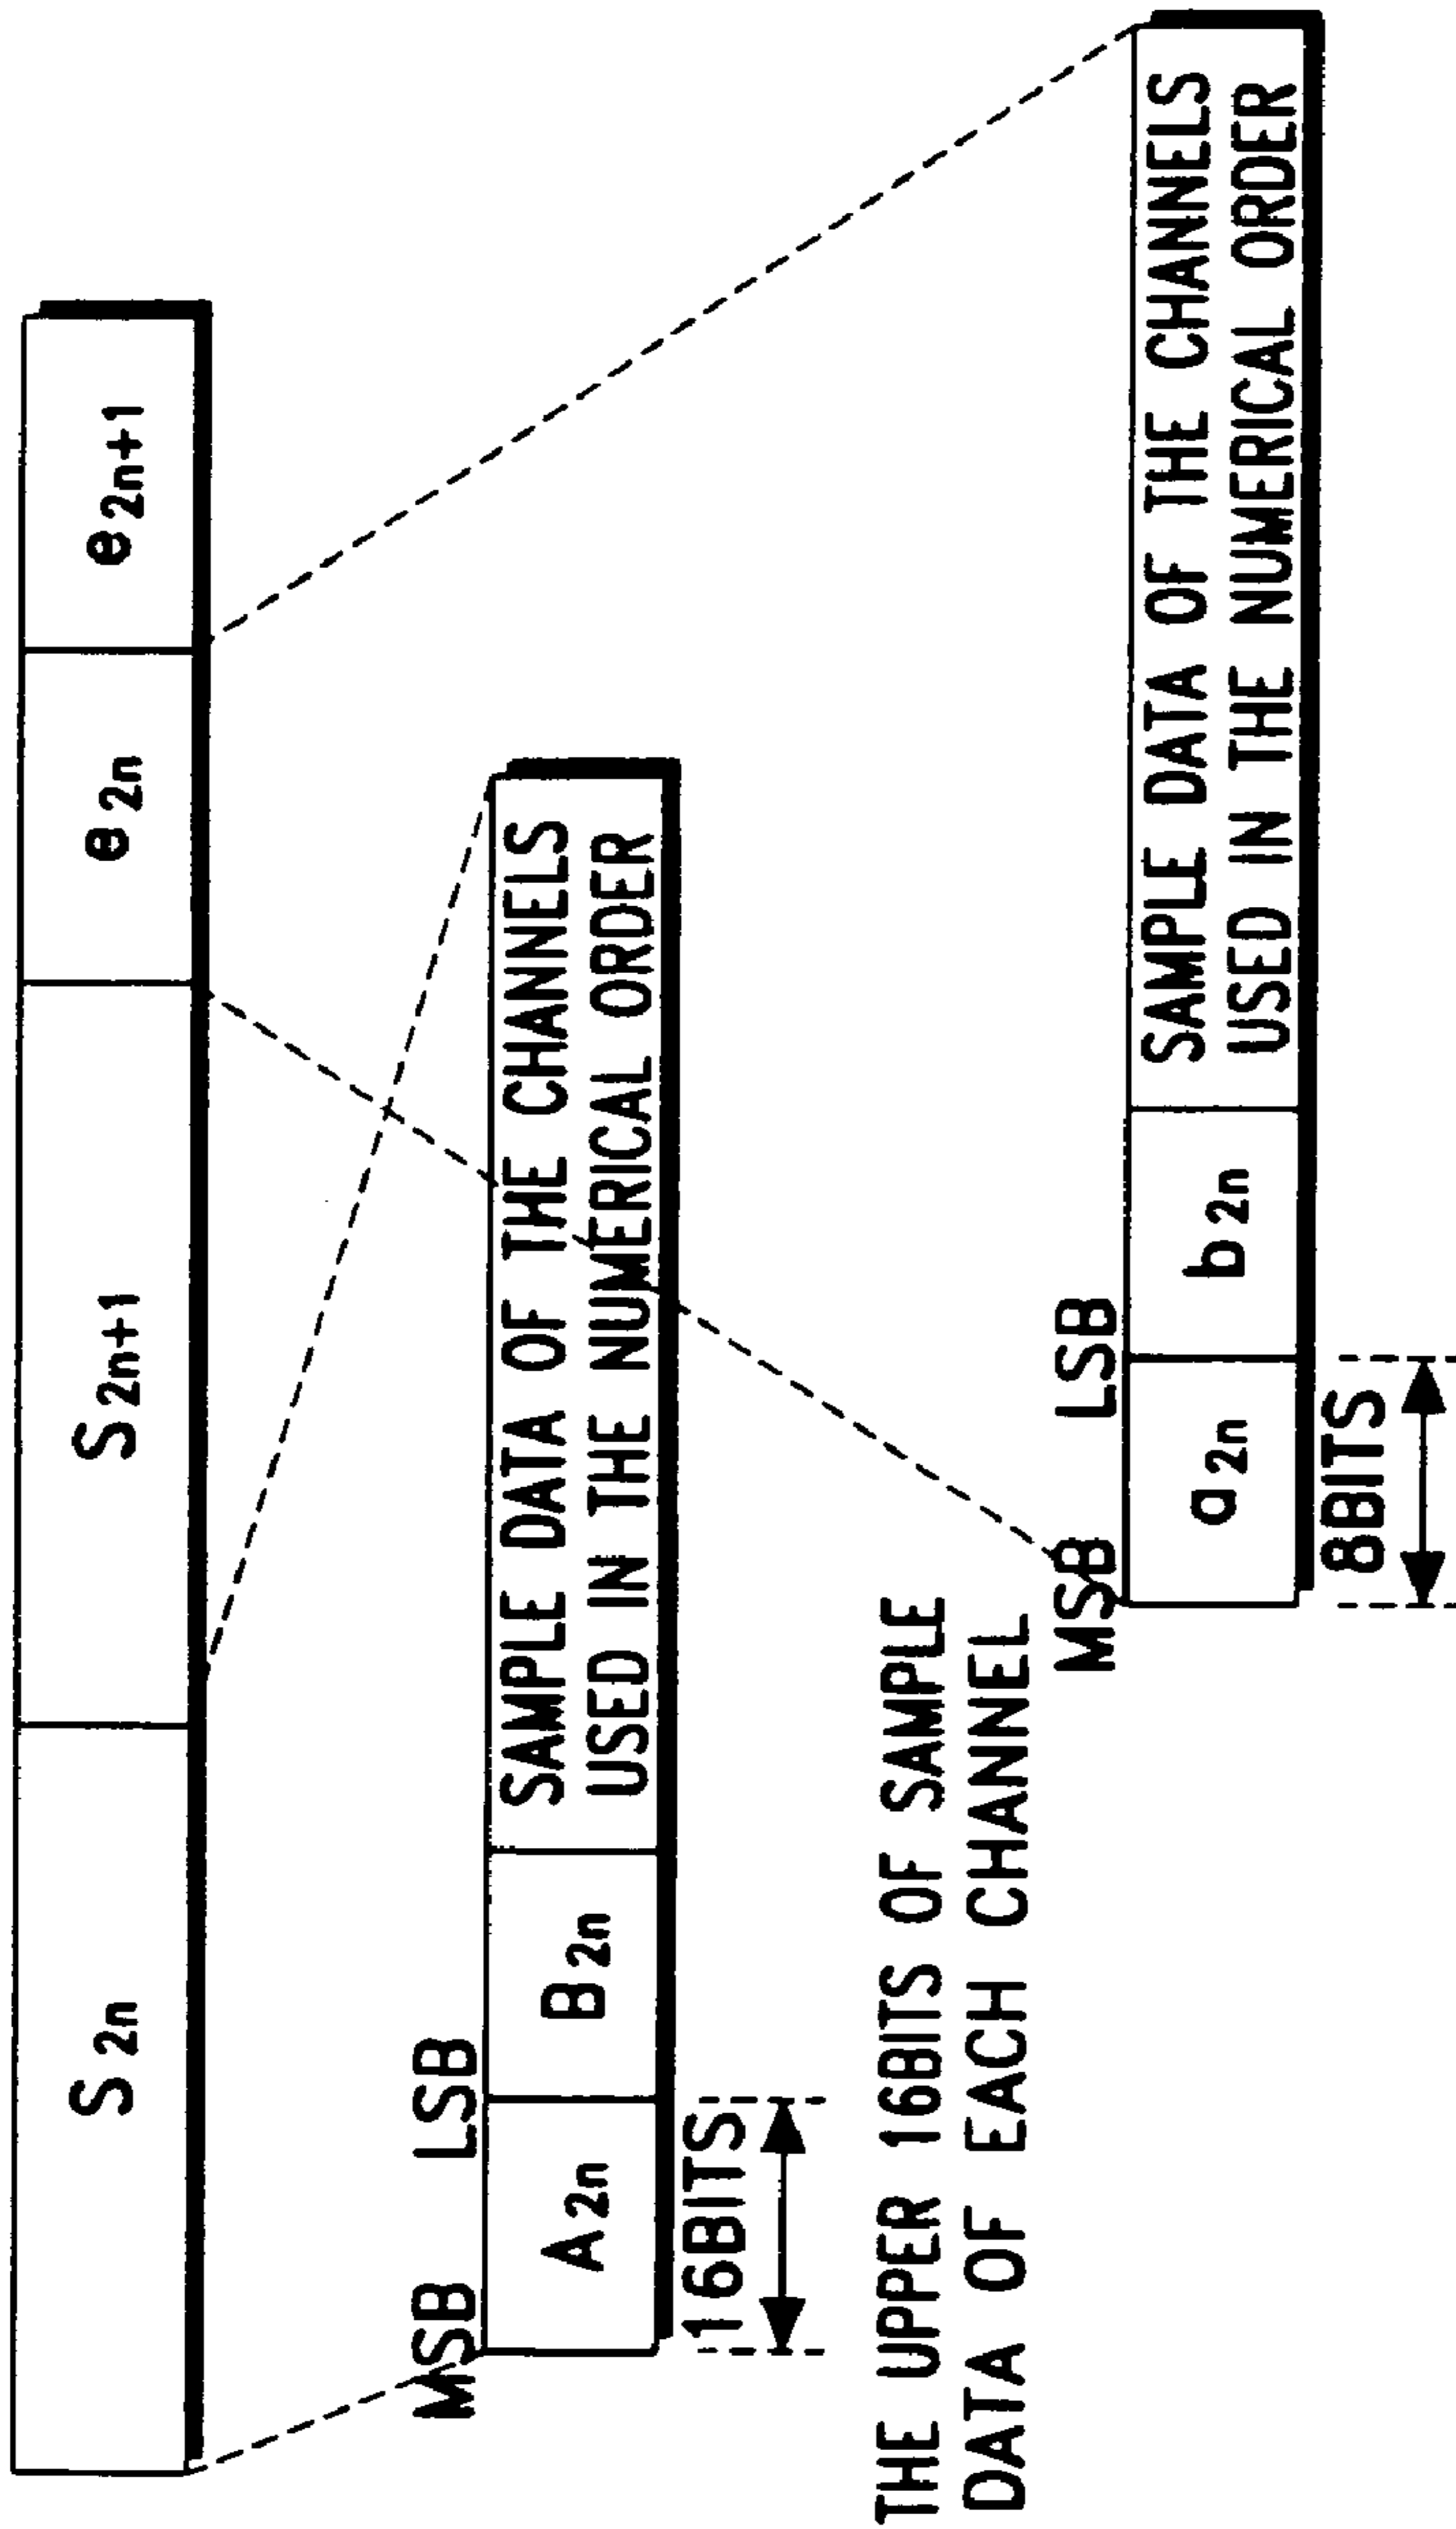 S2n S2n+1 e2n e2n+1
MSB LSB
A2n B2n SAMPLE DATA OF THE CHANNELS
USED IN THE NUMERICAL ORDER
16BITS
THE UPPER 16BITS OF SAMPLE
DATA OF EACH CHANNEL
MSB LSB
a2n b2n SAMPLE DATA OF THE CHANNELS
USED IN THE NUMERICAL ORDER
8BITS